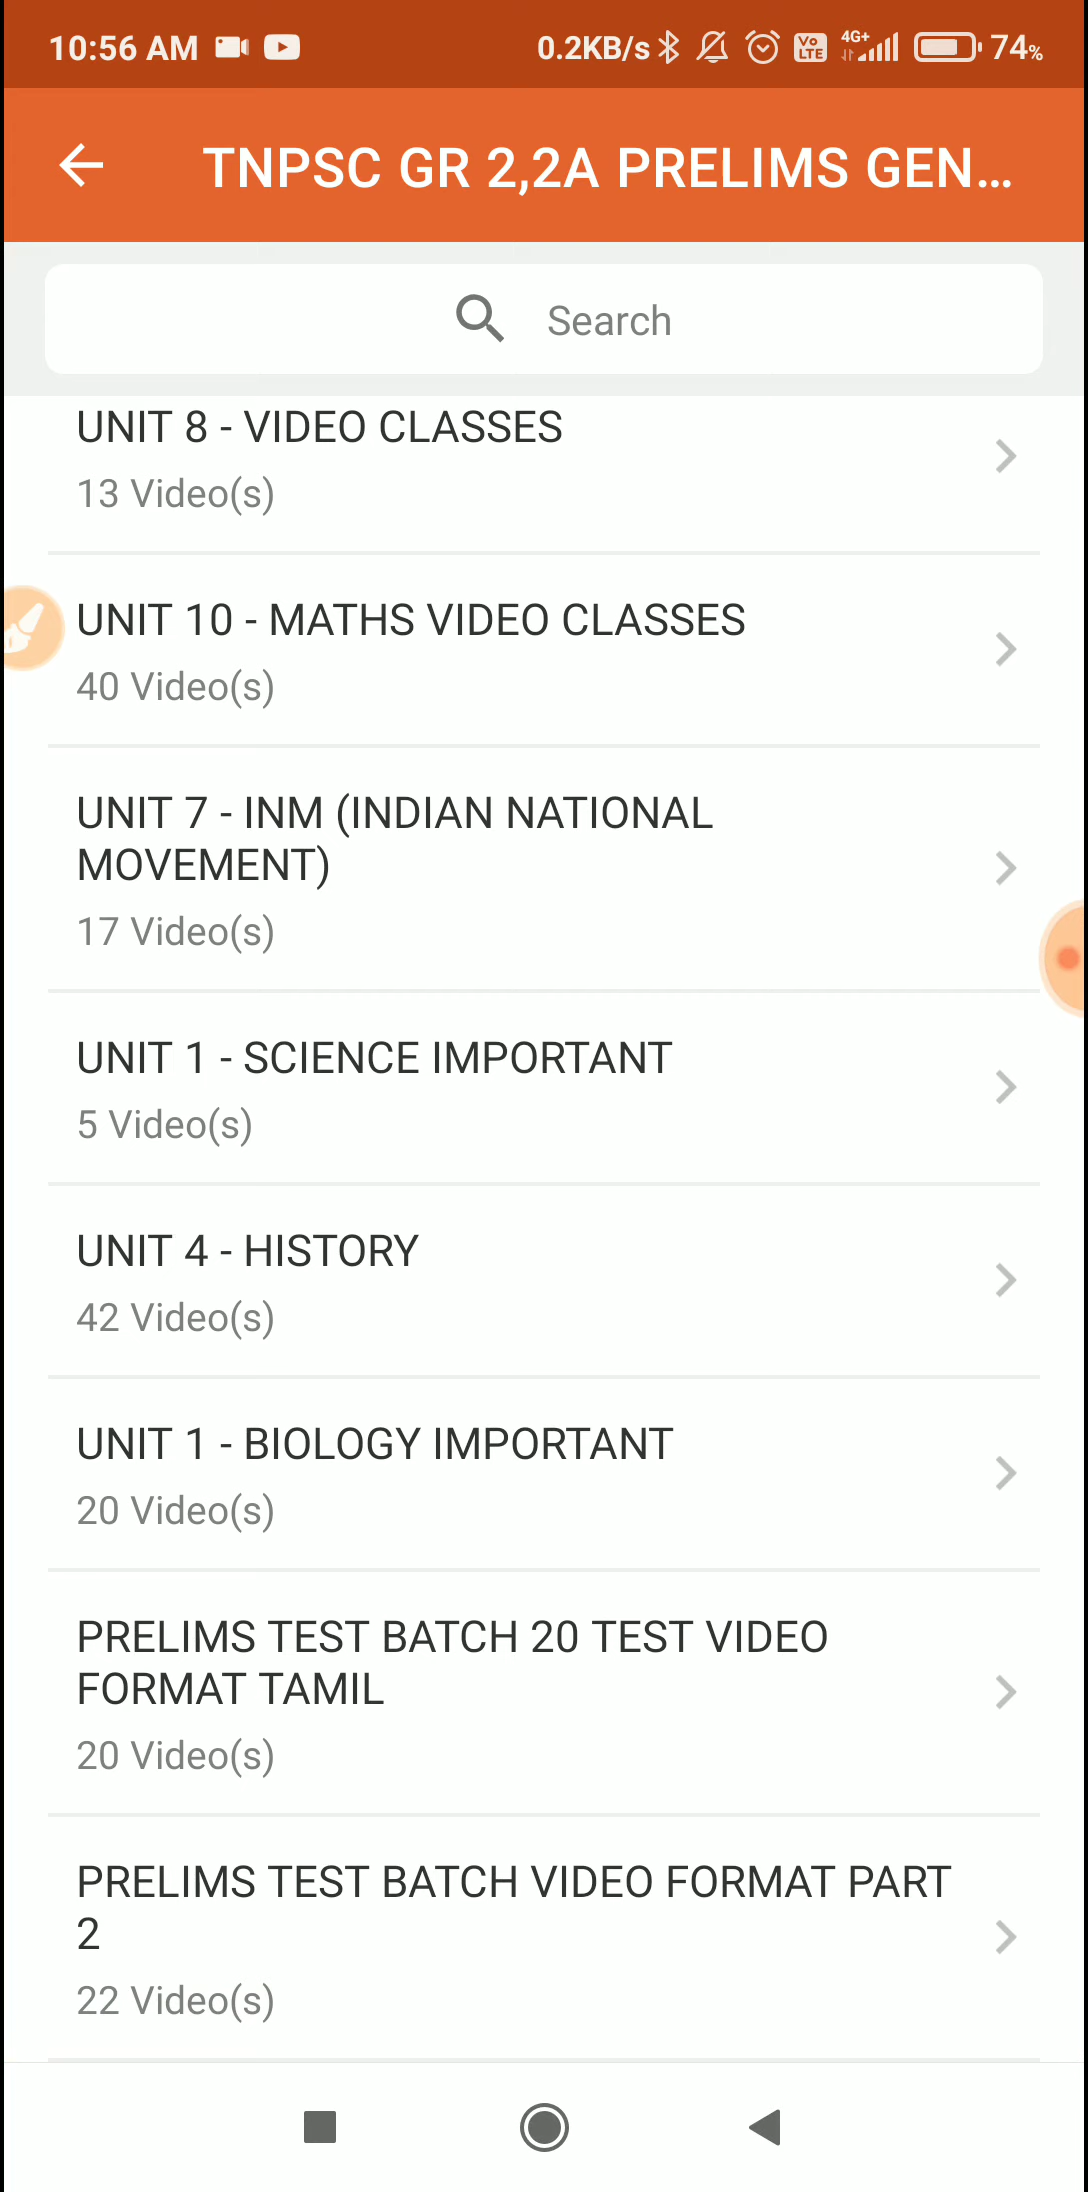 10:56 AM 0.2KB/s Vo LTE 4G+ 74%
TNPSC GR 2,2A PRELIMS GEN...
Search
UNIT 8 - VIDEO CLASSES
13 Video(s)
UNIT 10 - MATHS VIDEO CLASSES
40 Video(s)
UNIT 7 - INM (INDIAN NATIONAL
MOVEMENT)
17 Video(s)
UNIT 1 - SCIENCE IMPORTANT
5 Video(s)
UNIT 4 - HISTORY
42 Video(s)
UNIT 1 - BIOLOGY IMPORTANT
20 Video(s)
PRELIMS TEST BATCH 20 TEST VIDEO
FORMAT TAMIL
20 Video(s)
PRELIMS TEST BATCH VIDEO FORMAT PART
2
22 Video(s)